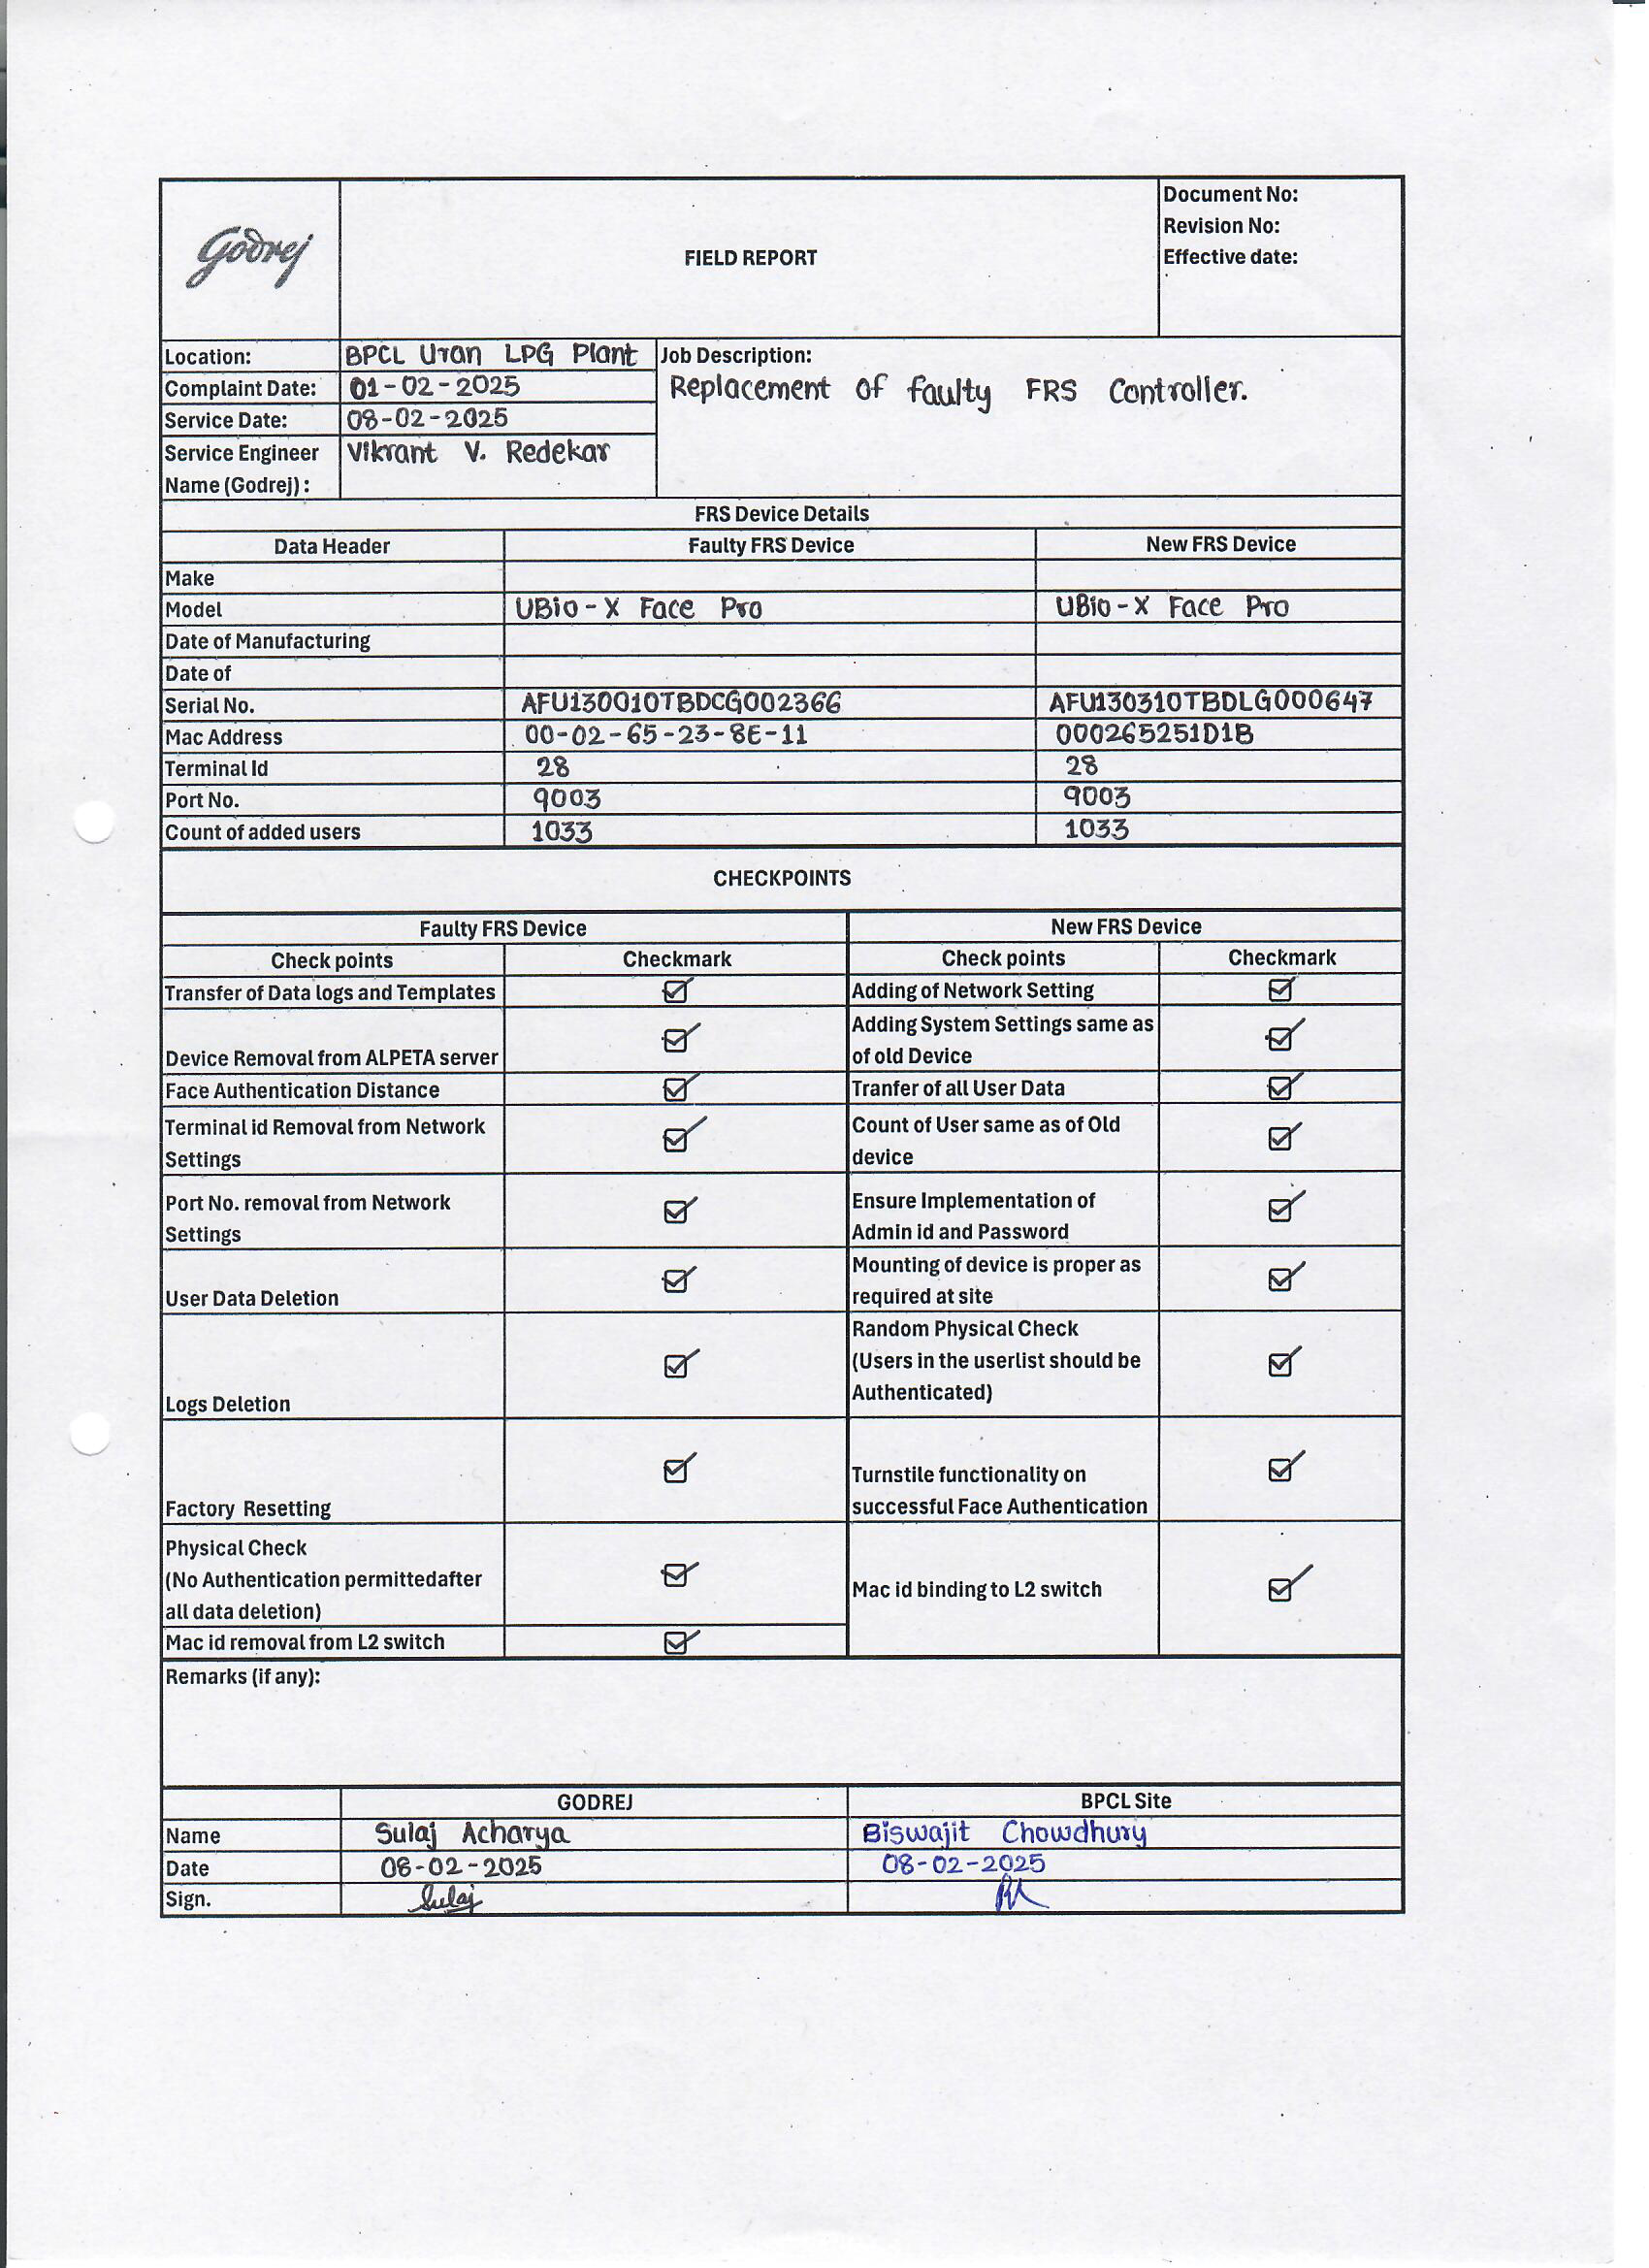 Godrej
FIELD REPORT
Document No:
Revision No:
Effective date:
Location: BPCL Uran LPG Plant
Complaint Date: 01-02-2025
Service Date: 08-02-2025
Service Engineer Name (Godrej) : Vikrant V. Redekar
Job Description:
Replacement of faulty FRS Controller.
FRS Device Details
Data Header Faulty FRS Device New FRS Device
Make
Model UBio-X Face Pro UBio-X Face Pro
Date of Manufacturing
Date of
Serial No. AFU130010TBDCG002366 AFU130310TBDLG000647
Mac Address 00-02-65-23-8E-11 000265251D1B
Terminal Id 28 28
Port No. 9003 9003
Count of added users 1033 1033
CHECKPOINTS
Faulty FRS Device New FRS Device
Check points Checkmark Check points Checkmark
Transfer of Data logs and Templates ☑ Adding of Network Setting ☑
Device Removal from ALPETA server ☑ Adding System Settings same as of old Device ☑
Face Authentication Distance ☑ Tranfer of all User Data ☑
Terminal id Removal from Network Settings ☑ Count of User same as of Old device ☑
Port No. removal from Network Settings ☑ Ensure Implementation of Admin id and Password ☑
User Data Deletion ☑ Mounting of device is proper as required at site ☑
Logs Deletion ☑ Random Physical Check (Users in the userlist should be Authenticated) ☑
Factory Resetting ☑ Turnstile functionality on successful Face Authentication ☑
Physical Check (No Authentication permittedafter all data deletion) ☑ Mac id binding to L2 switch ☑
Mac id removal from L2 switch ☑
Remarks (if any):
GODREJ BPCL Site
Name Sulaj Acharya Biswajit Chowdhury
Date 08-02-2025 08-02-2025
Sign. Sulaj